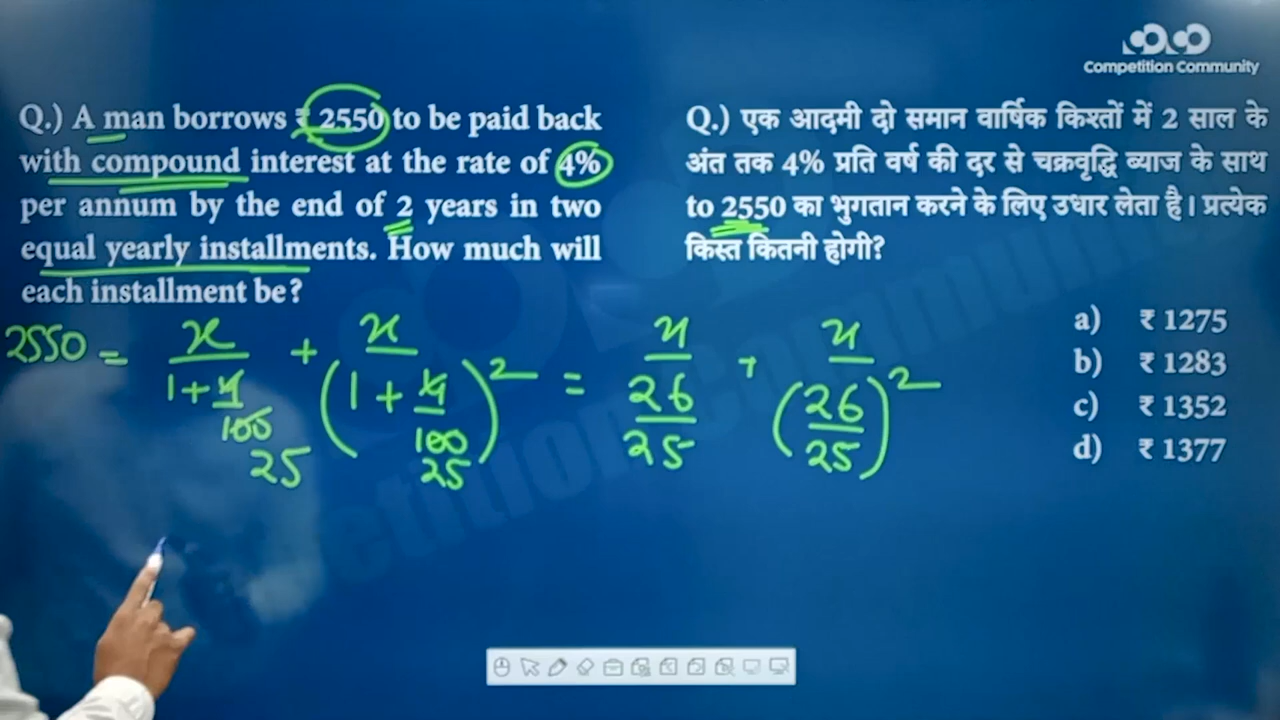 Competition Community
Q.) A man borrows ₹ 2550 to be paid back
with compound interest at the rate of 4%
per annum by the end of 2 years in two
equal yearly installments. How much will
each installment be?
Q.) एक आदमी दो समान वार्षिक किश्तों में 2 साल के
अंत तक 4% प्रति वर्ष की दर से चक्रवृद्धि ब्याज के साथ
to 2550 का भुगतान करने के लिए उधार लेता है। प्रत्येक
किस्त कितनी होगी?
a) ₹ 1275
b) ₹ 1283
c) ₹ 1352
d) ₹ 1377
2550 = x/(1+4/100) + x/(1+4/100)² = x/(26/25) + x/(26/25)²
25 25